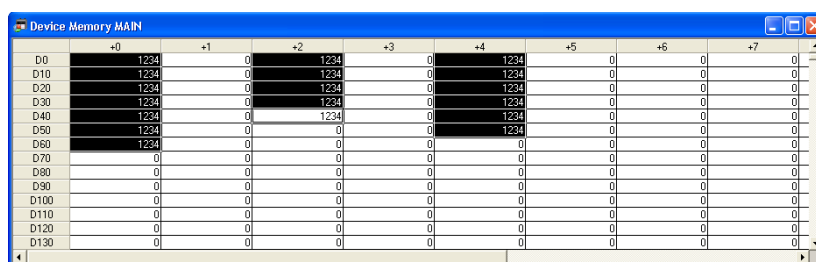 Device Memory MAIN
+0 +1 +2 +3 +4 +5 +6 +7
D0 1234 0 1234 0 1234 0 0 0
D10 1234 0 1234 0 1234 0 0 0
D20 1234 0 1234 0 1234 0 0 0
D30 1234 0 1234 0 1234 0 0 0
D40 1234 0 1234 0 1234 0 0 0
D50 1234 0 0 0 1234 0 0 0
D60 1234 0 0 0 0 0 0 0
D70 0 0 0 0 0 0 0 0
D80 0 0 0 0 0 0 0 0
D90 0 0 0 0 0 0 0 0
D100 0 0 0 0 0 0 0 0
D110 0 0 0 0 0 0 0 0
D120 0 0 0 0 0 0 0 0
D130 0 0 0 0 0 0 0 0